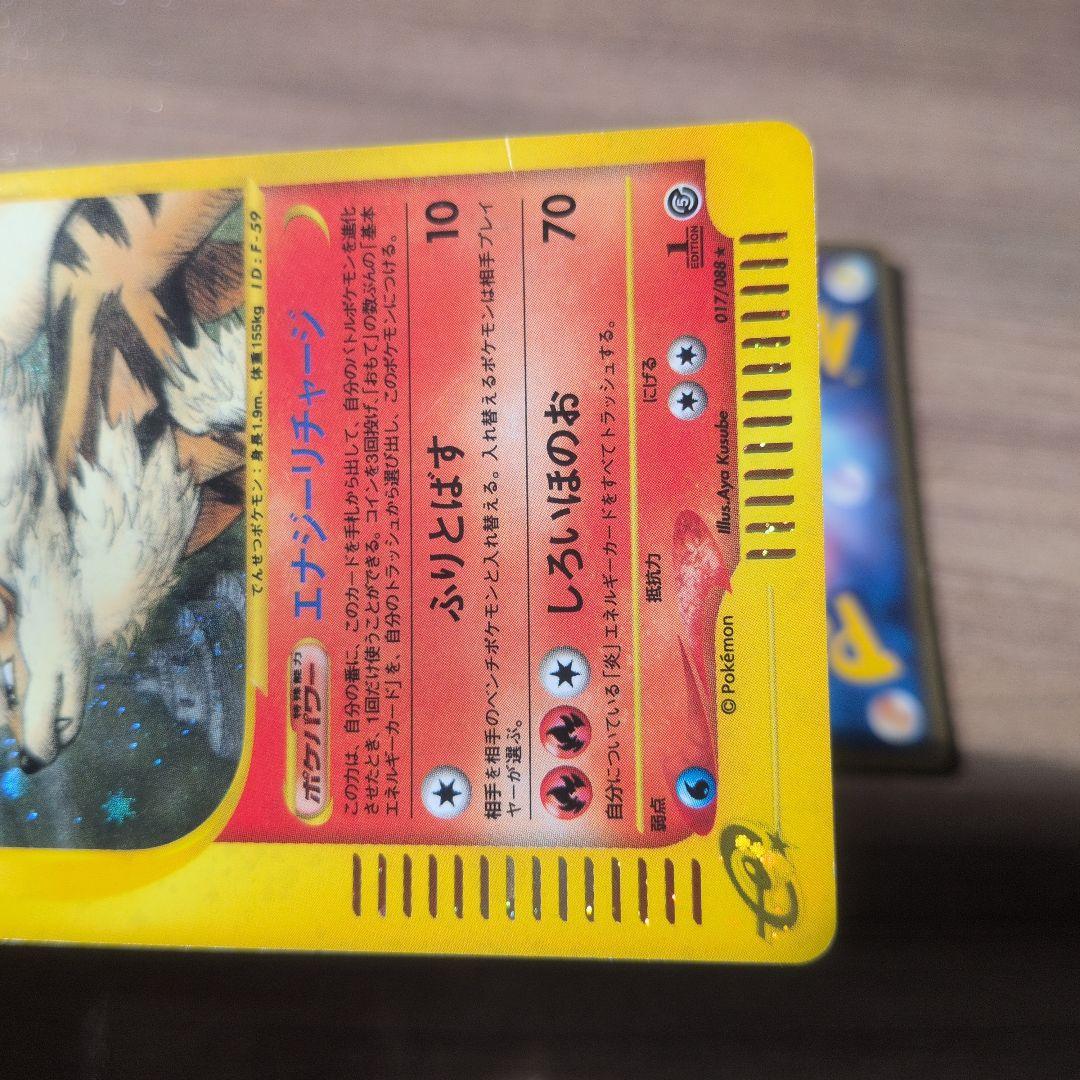 てんせつポケモン：身長1.9m、体重155kg ID：F-59
ポケパワー 特殊能力 エナジーリチャージ
この力は、自分の番に、このカードを手札から出して、自分のバトルポケモンを進化
させたとき、1回だけ使うことができる。コインを3回投げ、「おもて」の数ぶんの「基本
エネルギーカード」を、自分のトラッシュから選び出し、このポケモンにつける。
ふりとばす 10
相手を相手のベンチポケモンと入れ替える。入れ替えるポケモンは相手プレイ
ヤーが選ぶ。
しろいほのお 70
自分についている「炎」エネルギーカードをすべてトラッシュする。
弱点 抵抗力 にげる
©Pokémon Illus.Aya Kusube 1 EDITION 5
017/088★
e
P